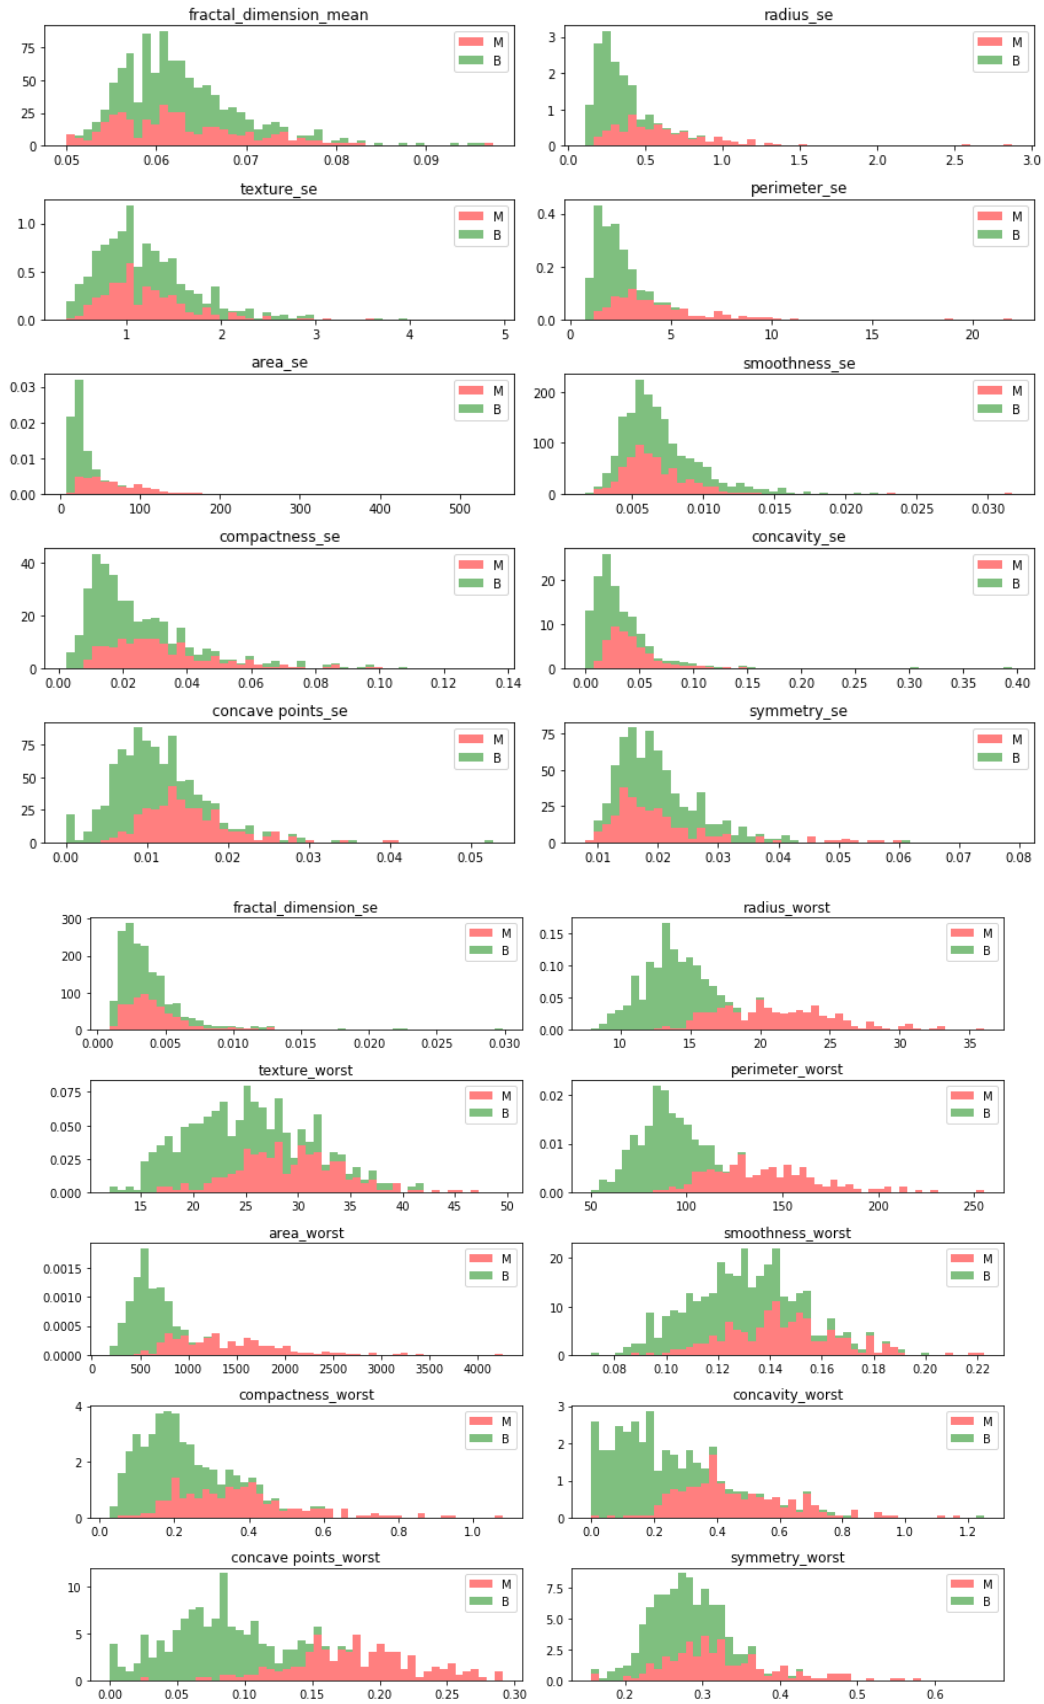 fractal_dimension_mean
75
50
25
0
M
B
0.05 0.06 0.07 0.08 0.09
radius_se
3
2
1
0
M
B
0.0 0.5 1.0 1.5 2.0 2.5 3.0
texture_se
1.0
0.5
0.0
M
B
1 2 3 4 5
perimeter_se
0.4
0.2
0.0
M
B
0 5 10 15 20
area_se
0.03
0.02
0.01
0.00
M
B
0 100 200 300 400 500
smoothness_se
200
100
0
M
B
0.005 0.010 0.015 0.020 0.025 0.030
compactness_se
40
20
0
M
B
0.00 0.02 0.04 0.06 0.08 0.10 0.12 0.14
concavity_se
20
10
0
M
B
0.00 0.05 0.10 0.15 0.20 0.25 0.30 0.35 0.40
concave points_se
75
50
25
0
M
B
0.00 0.01 0.02 0.03 0.04 0.05
symmetry_se
75
50
25
0
M
B
0.01 0.02 0.03 0.04 0.05 0.06 0.07 0.08
fractal_dimension_se
300
200
100
0
M
B
0.000 0.005 0.010 0.015 0.020 0.025 0.030
radius_worst
0.15
0.10
0.05
0.00
M
B
10 15 20 25 30 35
texture_worst
0.075
0.050
0.025
0.000
M
B
15 20 25 30 35 40 45 50
perimeter_worst
0.02
0.01
0.00
M
B
50 100 150 200 250
area_worst
0.0015
0.0010
0.0005
0.0000
M
B
0 500 1000 1500 2000 2500 3000 3500 4000
smoothness_worst
20
10
0
M
B
0.08 0.10 0.12 0.14 0.16 0.18 0.20 0.22
compactness_worst
4
2
0
M
B
0.0 0.2 0.4 0.6 0.8 1.0
concavity_worst
3
2
1
0
M
B
0.0 0.2 0.4 0.6 0.8 1.0 1.2
concave points_worst
10
5
0
M
B
0.00 0.05 0.10 0.15 0.20 0.25 0.30
symmetry_worst
7.5
5.0
2.5
0.0
M
B
0.2 0.3 0.4 0.5 0.6